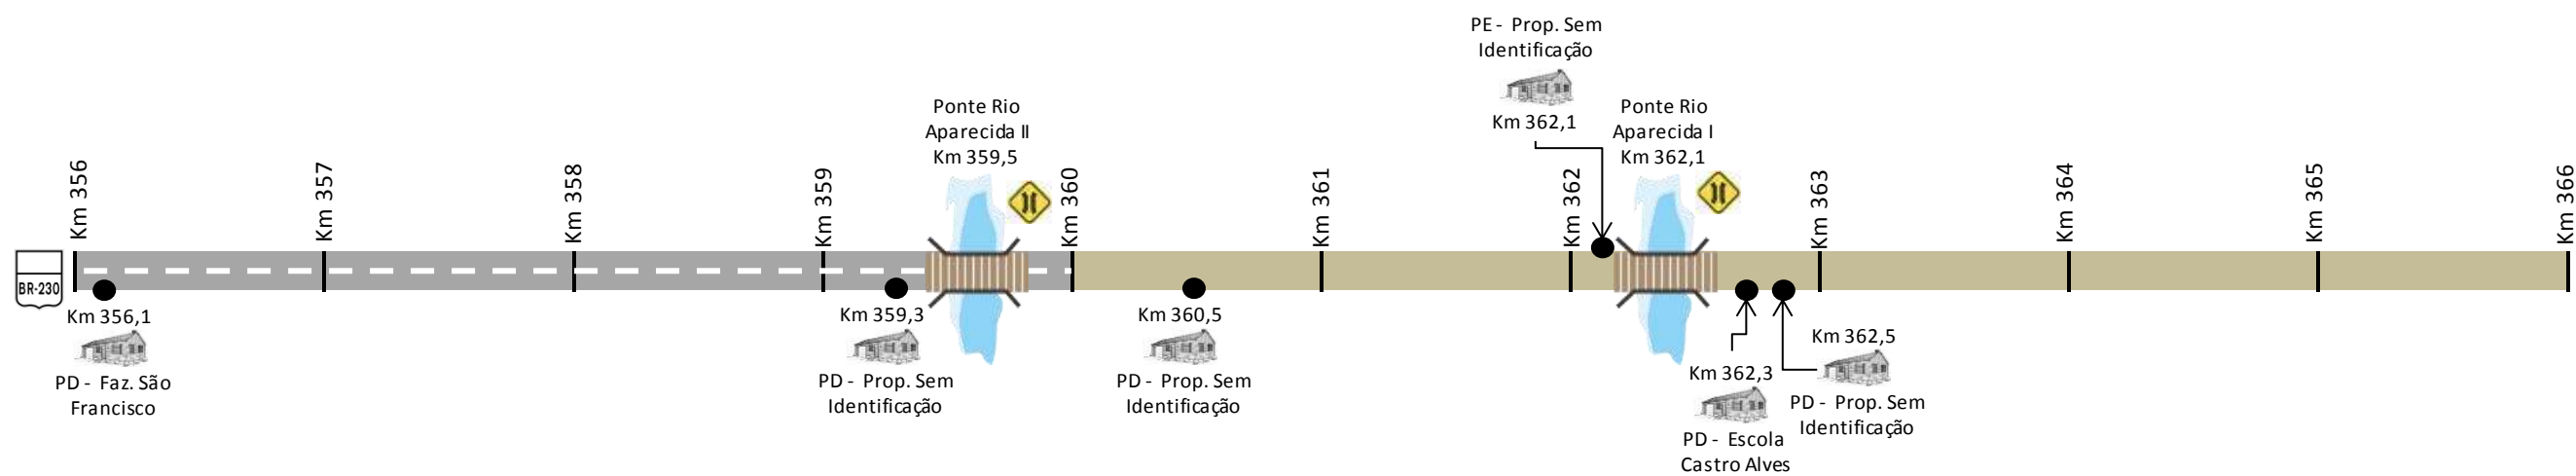 PE - Prop. Sem
Identificação
Km 362,1
Ponte Rio
Aparecida II
Km 359,5
Ponte Rio
Aparecida I
Km 362,1
Km 356
Km 357
Km 358
Km 359
Km 360
Km 361
Km 362
Km 363
Km 364
Km 365
Km 366
BR-230
Km 356,1
PD - Faz. São
Francisco
Km 359,3
PD - Prop. Sem
Identificação
Km 360,5
PD - Prop. Sem
Identificação
Km 362,3
PD - Escola
Castro Alves
Km 362,5
PD - Prop. Sem
Identificação